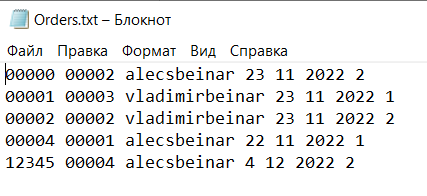 Orders.txt – Блокнот
Файл Правка Формат Вид Справка
00000 00002 alecsbeinar 23 11 2022 2
00001 00003 vladimirbeinar 23 11 2022 1
00002 00002 vladimirbeinar 23 11 2022 2
00004 00001 alecsbeinar 22 11 2022 1
12345 00004 alecsbeinar 4 12 2022 2